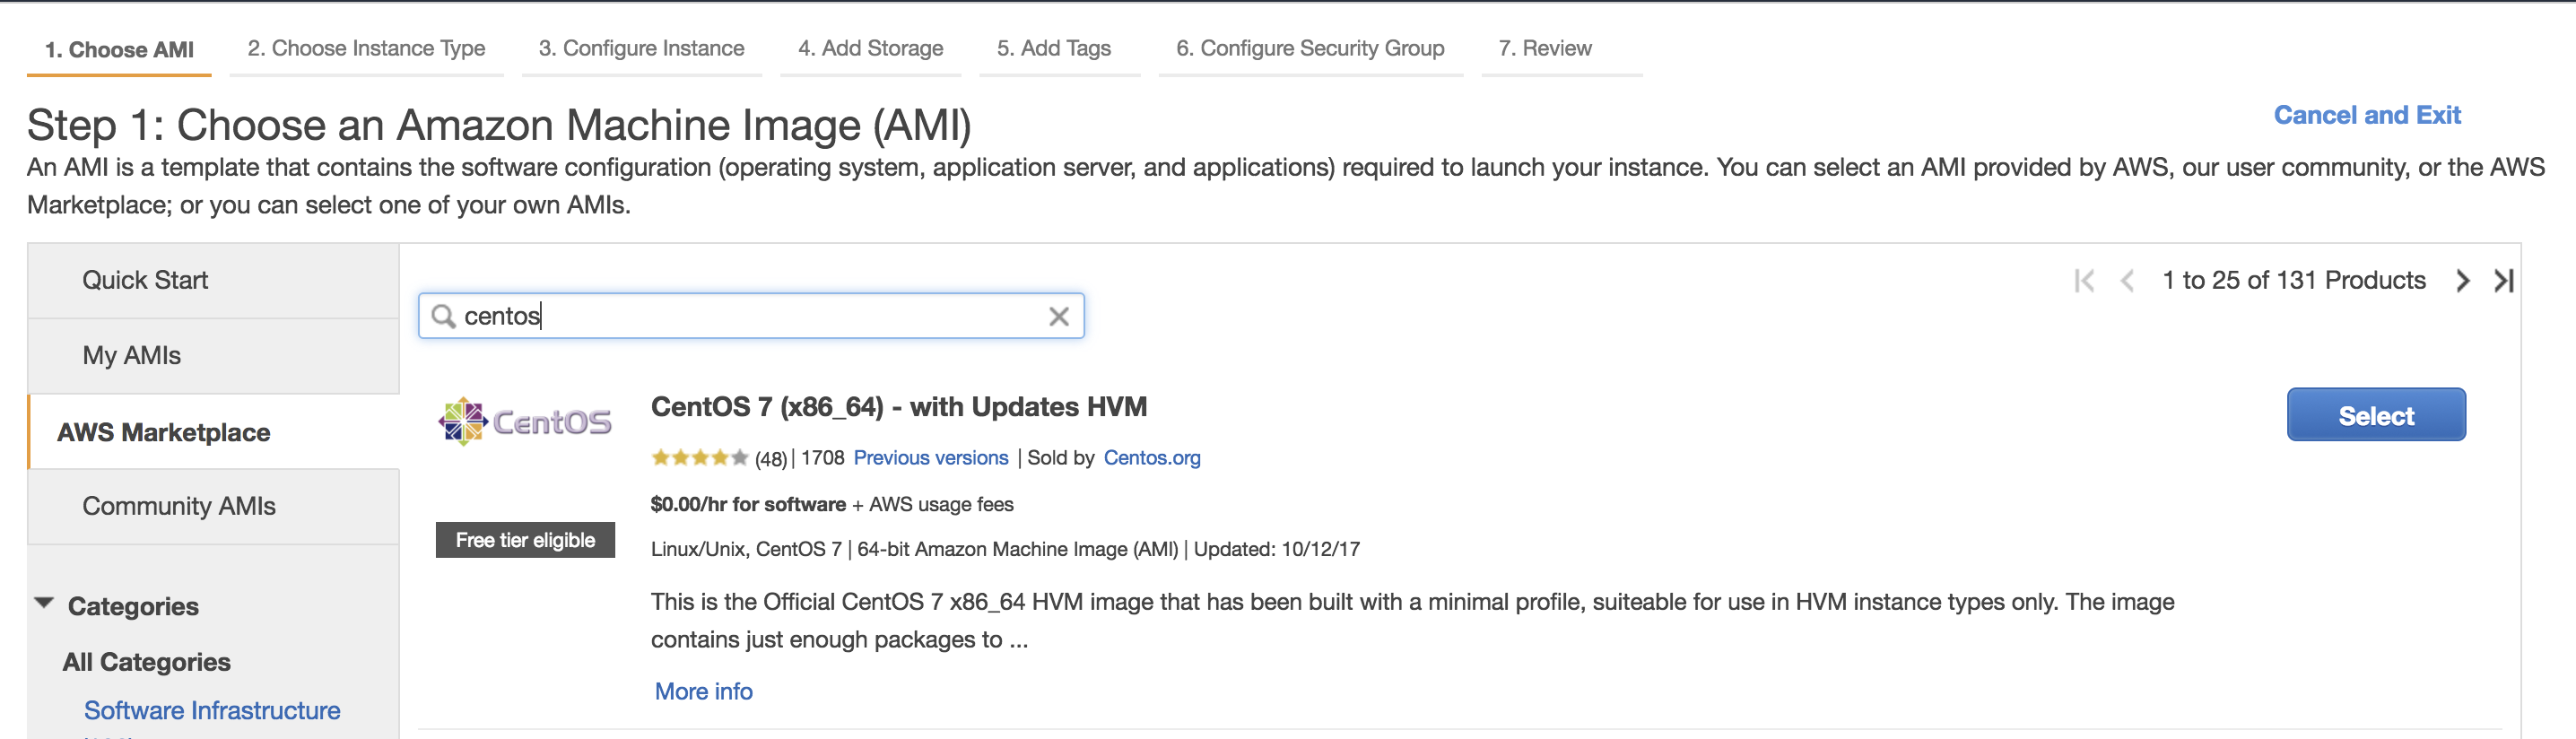 1. Choose AMI 2. Choose Instance Type 3. Configure Instance 4. Add Storage 5. Add Tags 6. Configure Security Group 7. Review
Step 1: Choose an Amazon Machine Image (AMI)
Cancel and Exit
An AMI is a template that contains the software configuration (operating system, application server, and applications) required to launch your instance. You can select an AMI provided by AWS, our user community, or the AWS
Marketplace; or you can select one of your own AMIs.
Quick Start
My AMIs
AWS Marketplace
Community AMIs
Categories
All Categories
Software Infrastructure
1 to 25 of 131 Products
centos
CentOS
CentOS 7 (x86_64) - with Updates HVM
Select
(48) | 1708 Previous versions | Sold by Centos.org
$0.00/hr for software + AWS usage fees
Free tier eligible
Linux/Unix, CentOS 7 | 64-bit Amazon Machine Image (AMI) | Updated: 10/12/17
This is the Official CentOS 7 x86_64 HVM image that has been built with a minimal profile, suiteable for use in HVM instance types only. The image
contains just enough packages to ...
More info